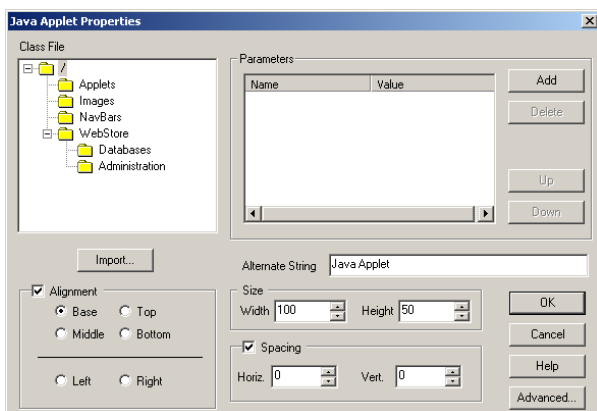 Java Applet Properties
Class File
/
Applets
Images
NavBars
WebStore
Databases
Administration
Import...
Parameters
Name Value
Add
Delete
Up
Down
Alternate String Java Applet
Alignment
Base Top
Middle Bottom
Left Right
Size
Width 100 Height 50
Spacing
Horiz. 0 Vert. 0
OK
Cancel
Help
Advanced...